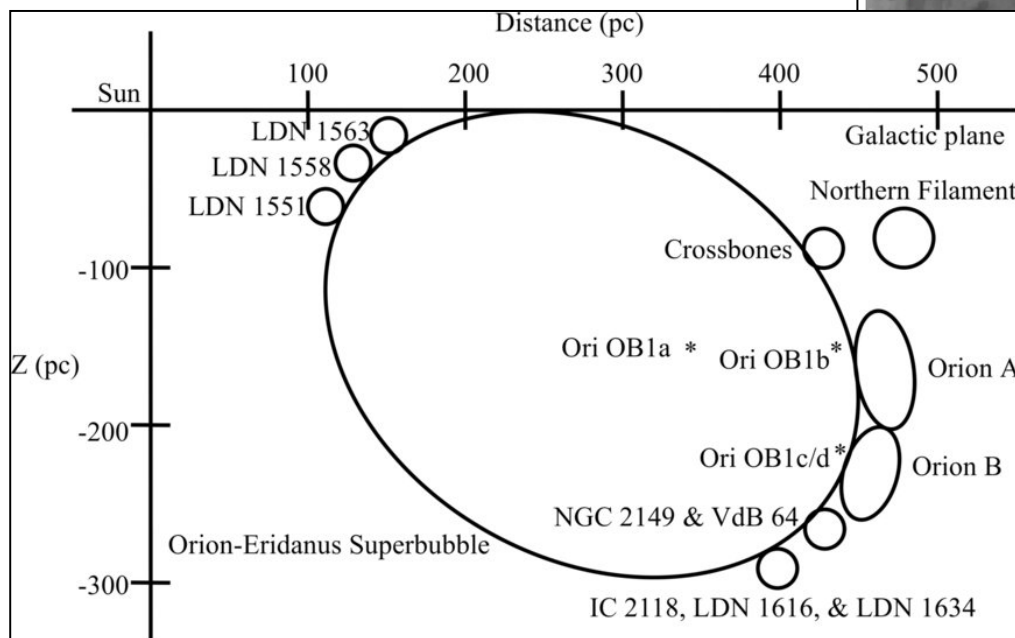 Distance (pc)
100 200 300 400 500
Sun
LDN 1563
Galactic plane
LDN 1558
Northern Filament
LDN 1551
Crossbones
-100
Ori OB1a * Ori OB1b *
Z (pc)
Orion A
-200
Ori OB1c/d *
Orion B
NGC 2149 & VdB 64
Orion-Eridanus Superbubble
-300
IC 2118, LDN 1616, & LDN 1634